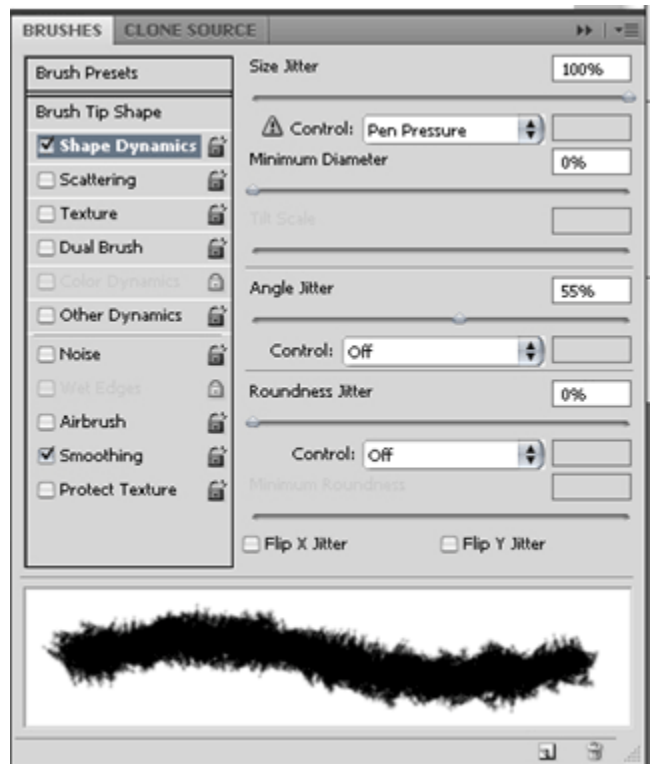 BRUSHES CLONE SOURCE
Brush Presets
Brush Tip Shape
Shape Dynamics
Scattering
Texture
Dual Brush
Color Dynamics
Other Dynamics
Noise
Wet Edges
Airbrush
Smoothing
Protect Texture
Size Jitter 100%
Control: Pen Pressure
Minimum Diameter 0%
Tilt Scale
Angle Jitter 55%
Control: Off
Roundness Jitter 0%
Control: Off
Minimum Roundness
Flip X Jitter Flip Y Jitter